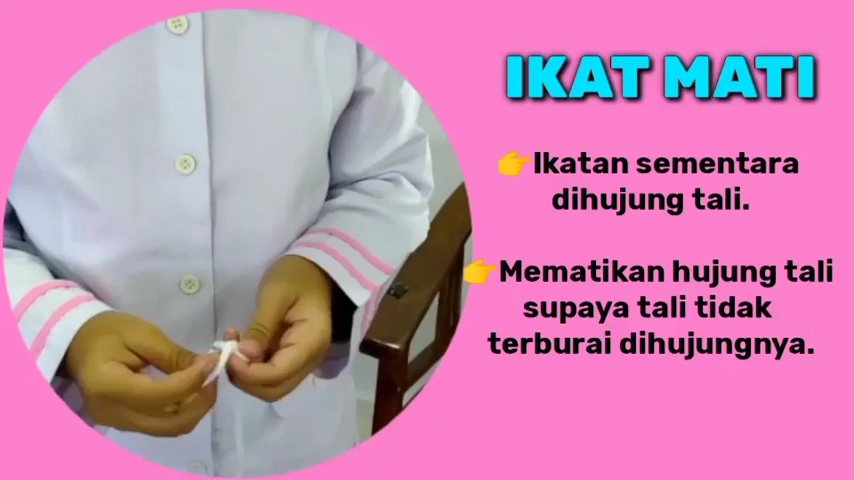 IKAT MATI
👉Ikatan sementara
dihujung tali.
👉Mematikan hujung tali
supaya tali tidak
terburai dihujungnya.